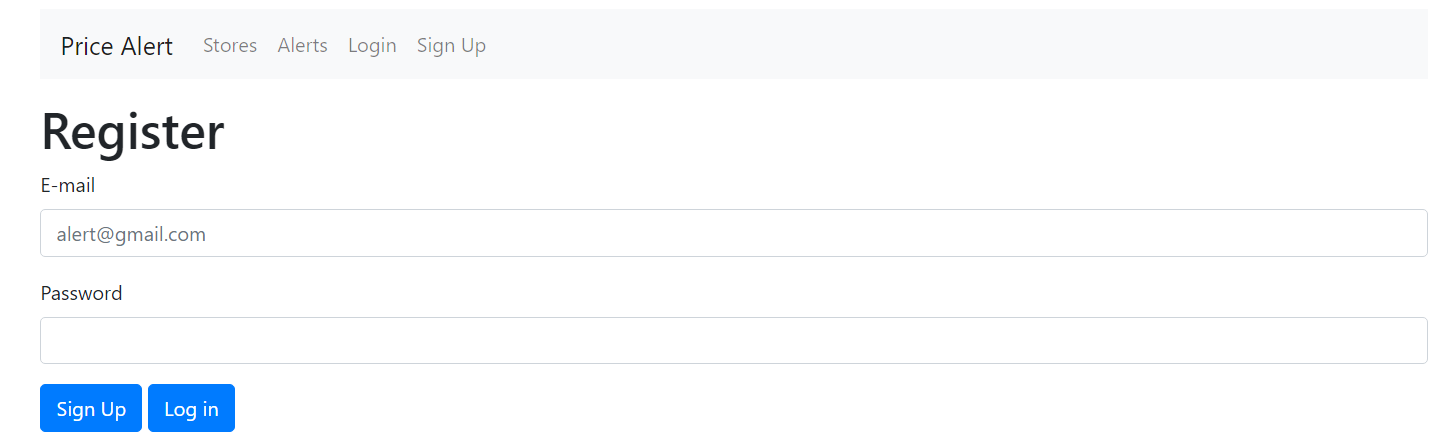 Price Alert Stores Alerts Login Sign Up
Register
E-mail
alert@gmail.com
Password
Sign Up Log in